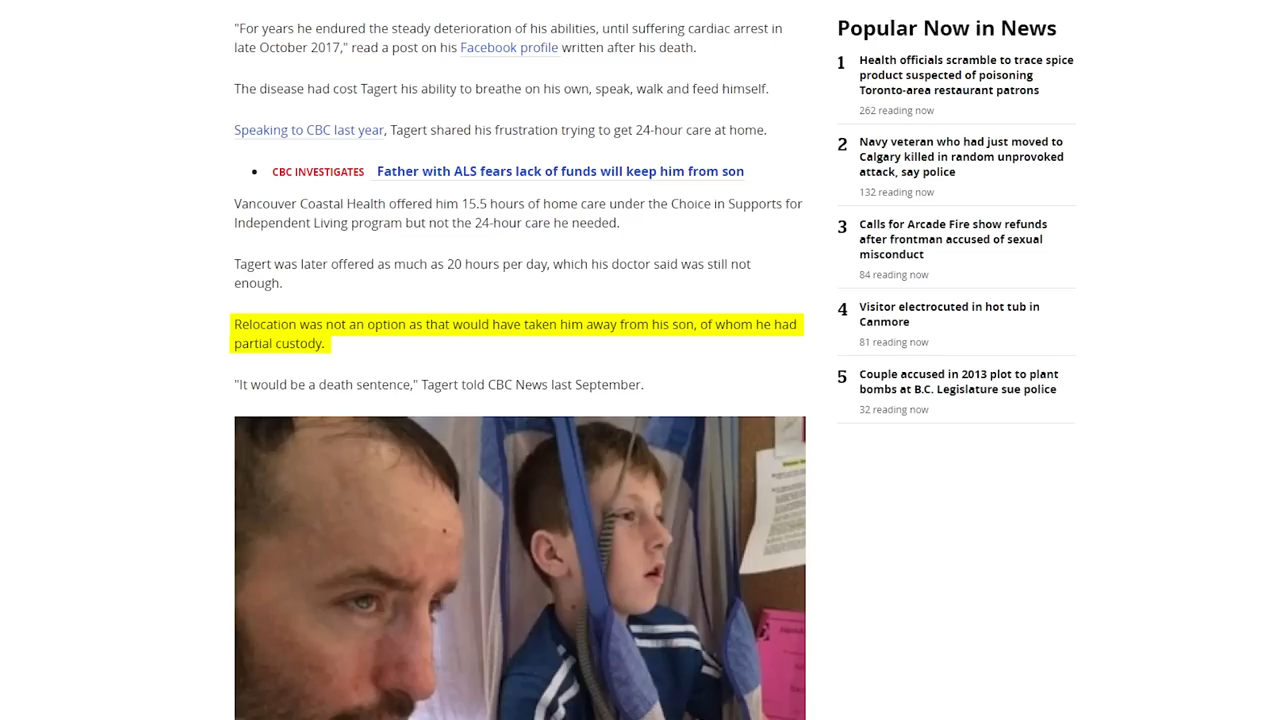 "For years he endured the steady deterioration of his abilities, until suffering cardiac arrest in
late October 2017," read a post on his Facebook profile written after his death.
The disease had cost Tagert his ability to breathe on his own, speak, walk and feed himself.
Speaking to CBC last year, Tagert shared his frustration trying to get 24-hour care at home.
• CBC INVESTIGATES Father with ALS fears lack of funds will keep him from son
Vancouver Coastal Health offered him 15.5 hours of home care under the Choice in Supports for
Independent Living program but not the 24-hour care he needed.
Tagert was later offered as much as 20 hours per day, which his doctor said was still not
enough.
Relocation was not an option as that would have taken him away from his son, of whom he had
partial custody.
"It would be a death sentence," Tagert told CBC News last September.
Popular Now in News
1 Health officials scramble to trace spice
product suspected of poisoning
Toronto-area restaurant patrons
262 reading now
2 Navy veteran who had just moved to
Calgary killed in random unprovoked
attack, say police
132 reading now
3 Calls for Arcade Fire show refunds
after frontman accused of sexual
misconduct
84 reading now
4 Visitor electrocuted in hot tub in
Canmore
81 reading now
5 Couple accused in 2013 plot to plant
bombs at B.C. Legislature sue police
32 reading now